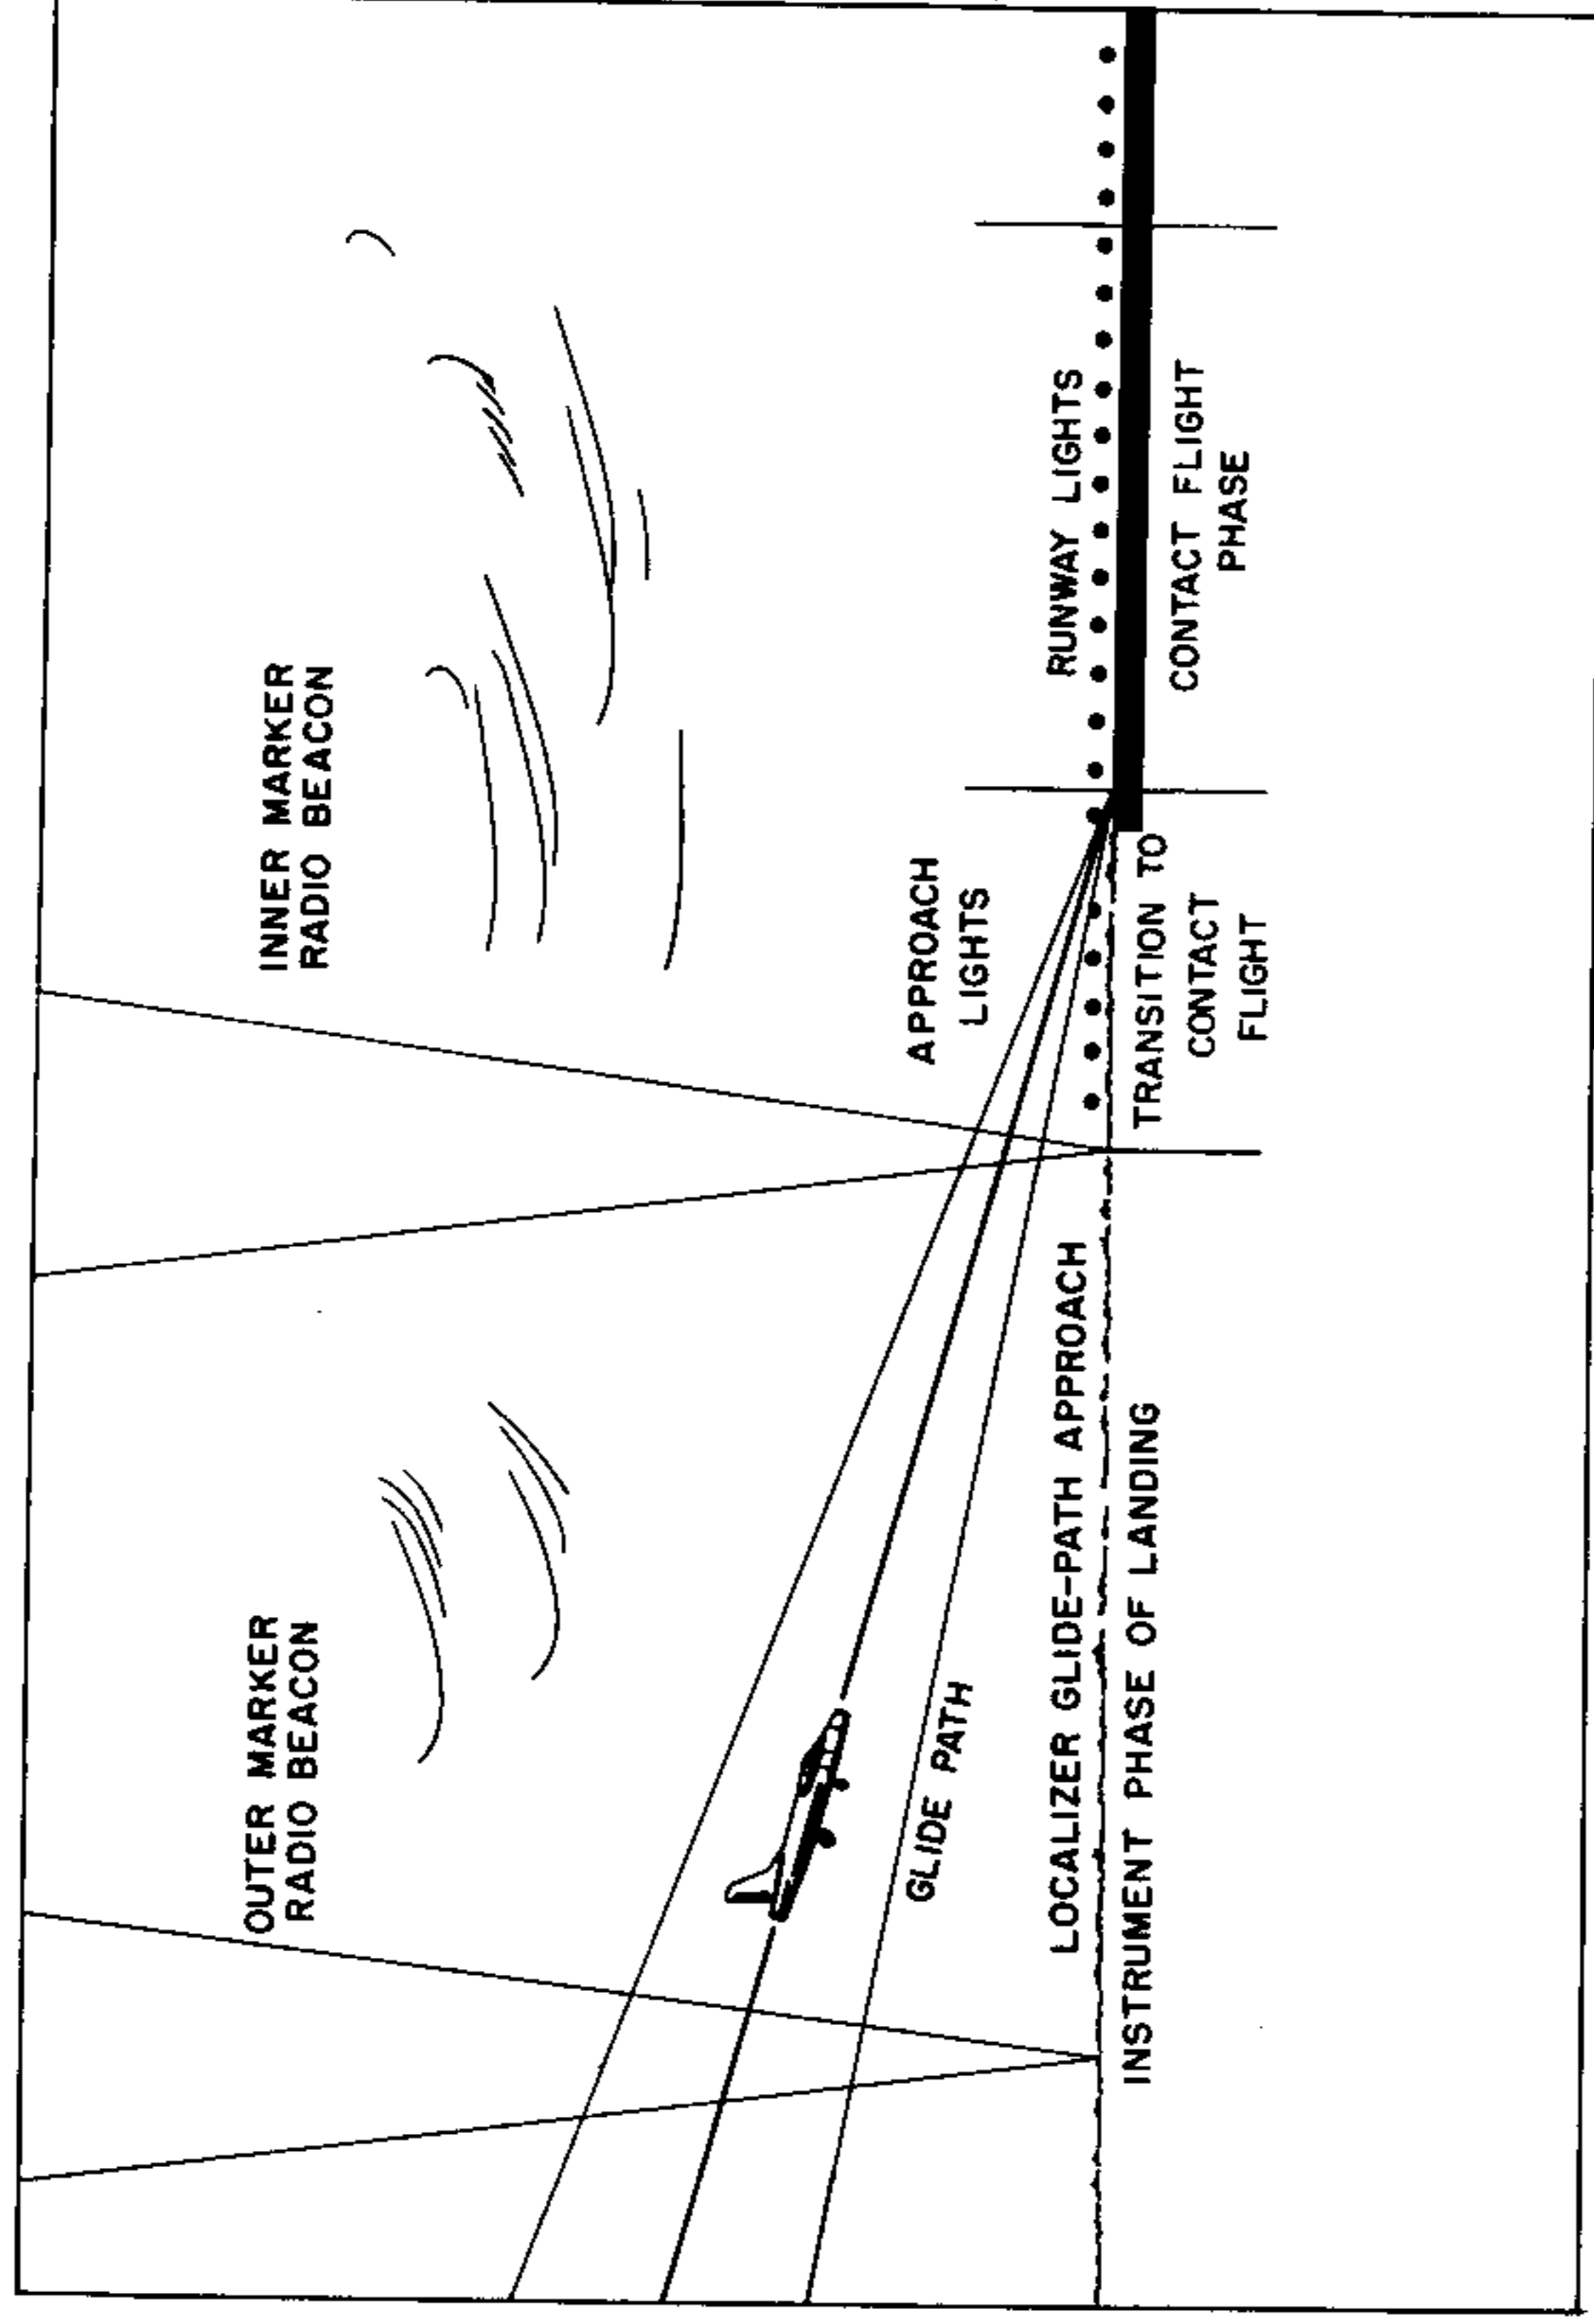 OUTER MARKER
RADIO BEACON
INNER MARKER
RADIO BEACON
GLIDE PATH
APPROACH
LIGHTS
LOCALIZER GLIDE-PATH APPROACH
RUNWAY LIGHTS
INSTRUMENT PHASE OF LANDING
TRANSITION TO
CONTACT
FLIGHT
CONTACT FLIGHT
PHASE